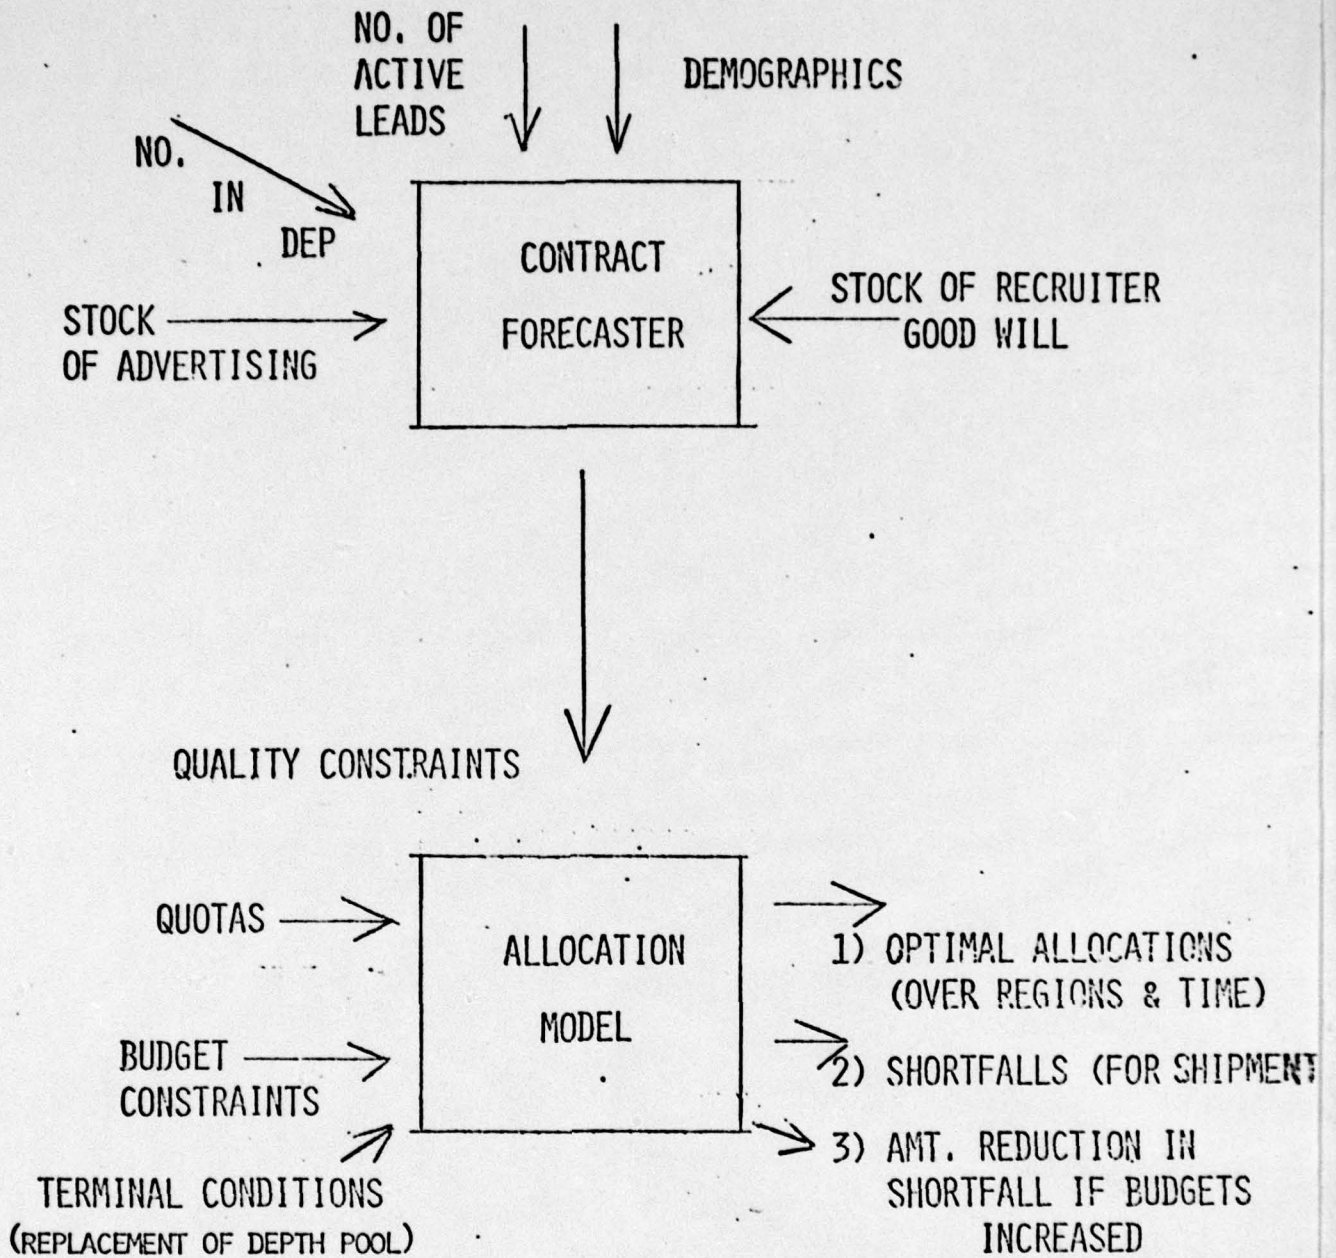 NO. OF
ACTIVE
LEADS
DEMOGRAPHICS
NO.
IN
DEP
CONTRACT
FORECASTER
STOCK
OF ADVERTISING
STOCK OF RECRUITER
GOOD WILL
QUALITY CONSTRAINTS
QUOTAS
BUDGET
CONSTRAINTS
TERMINAL CONDITIONS
(REPLACEMENT OF DEPTH POOL)
ALLOCATION
MODEL
1) OPTIMAL ALLOCATIONS
(OVER REGIONS & TIME)
2) SHORTFALLS (FOR SHIPMENT
3) AMT. REDUCTION IN
SHORTFALL IF BUDGETS
INCREASED